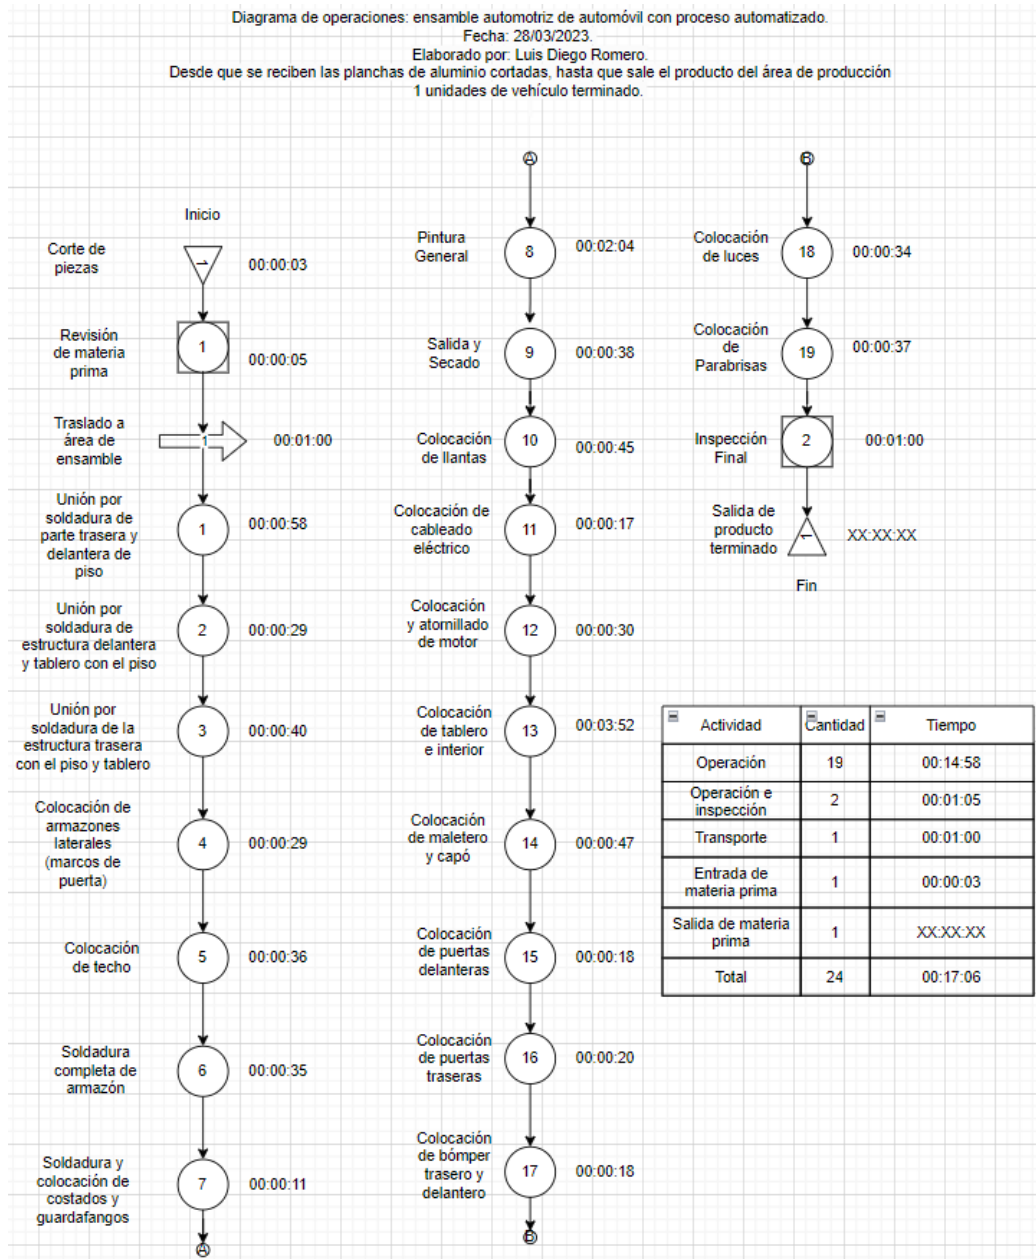 Diagrama de operaciones: ensamble automotriz de automóvil con proceso automatizado.
Fecha: 28/03/2023.
Elaborado por: Luis Diego Romero.
Desde que se reciben las planchas de aluminio cortadas, hasta que sale el producto del área de producción
1 unidades de vehículo terminado.
Inicio
Corte de
piezas
1
00:00:03
Revisión
de materia
prima
1
00:00:05
Traslado a
área de
ensamble
1
00:01:00
Unión por
soldadura de
parte trasera y
delantera de
piso
1
00:00:58
Unión por
soldadura de
estructura delantera
y tablero con el piso
2
00:00:29
Unión por
soldadura de la
estructura trasera
con el piso y tablero
3
00:00:40
Colocación de
armazones
laterales
(marcos de
puerta)
4
00:00:29
Colocación
de techo
5
00:00:36
Soldadura
completa de
armazón
6
00:00:35
Soldadura y
colocación de
costados y
guardafangos
7
00:00:11
A
A
Pintura
General
8
00:02:04
Salida y
Secado
9
00:00:38
Colocación
de llantas
10
00:00:45
Colocación de
cableado
eléctrico
11
00:00:17
Colocación
y atornillado
de motor
12
00:00:30
Colocación
de tablero
e interior
13
00:03:52
Colocación
de maletero
y capó
14
00:00:47
Colocación
de puertas
delanteras
15
00:00:18
Colocación
de puertas
traseras
16
00:00:20
Colocación
de bómper
trasero y
delantero
17
00:00:18
B
B
Colocación
de luces
18
00:00:34
Colocación
de
Parabrisas
19
00:00:37
Inspección
Final
2
00:01:00
Salida de
producto
terminado
1
XX:XX:XX
Fin
Actividad Cantidad Tiempo
Operación 19 00:14:58
Operación e
inspección 2 00:01:05
Transporte 1 00:01:00
Entrada de
materia prima 1 00:00:03
Salida de materia
prima 1 XX:XX:XX
Total 24 00:17:06